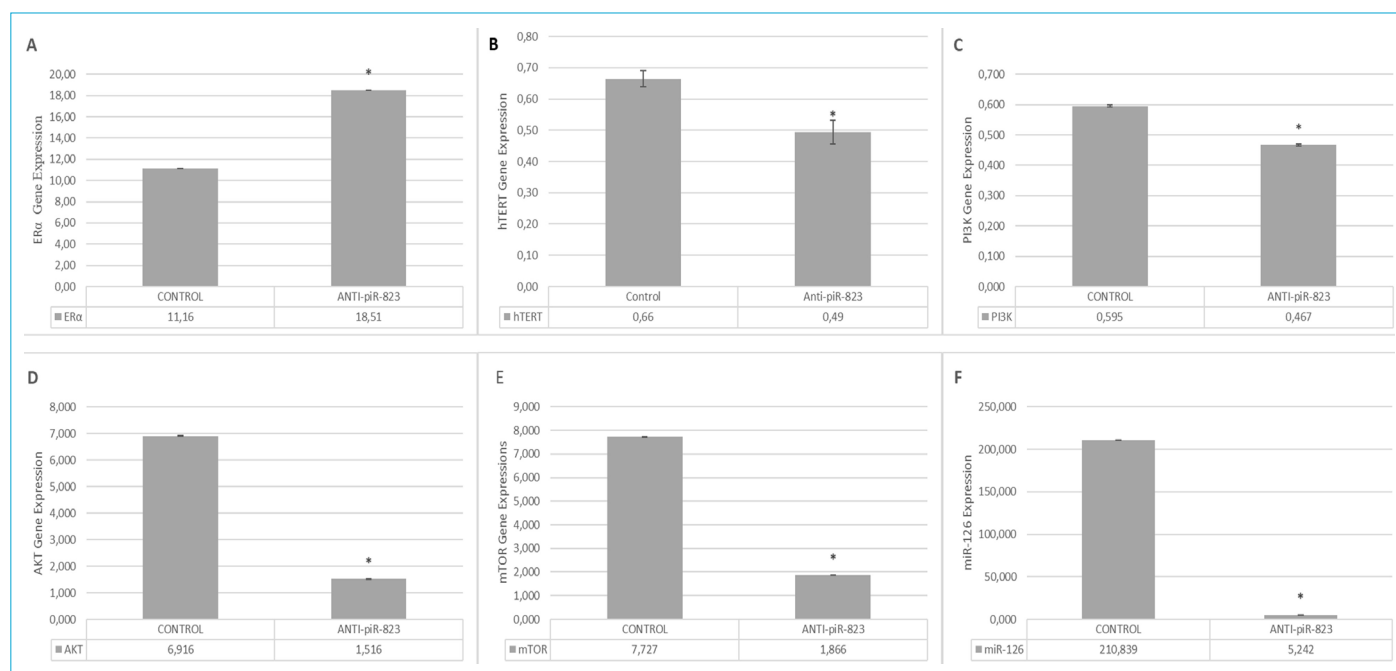 A
ERα Gene Expression
20,00
18,00
16,00
14,00
12,00
10,00
8,00
6,00
4,00
2,00
0,00
*
CONTROL ANTI-piR-823
ERα 11,16 18,51
B
hTERT Gene Expression
0,80
0,70
0,60
0,50
0,40
0,30
0,20
0,10
0,00
*
Control Anti-piR-823
hTERT 0,66 0,49
C
PI3K Gene Expression
0,700
0,600
0,500
0,400
0,300
0,200
0,100
0,000
*
CONTROL ANTI-piR-823
PI3K 0,595 0,467
D
AKT Gene Expression
8,000
7,000
6,000
5,000
4,000
3,000
2,000
1,000
0,000
*
CONTROL ANTI-piR-823
AKT 6,916 1,516
E
mTOR Gene Expressions
9,000
8,000
7,000
6,000
5,000
4,000
3,000
2,000
1,000
0,000
*
CONTROL ANTI-piR-823
mTOR 7,727 1,866
F
miR-126 Expression
250,000
200,000
150,000
100,000
50,000
0,000
*
CONTROL ANTI-piR-823
miR-126 210,839 5,242